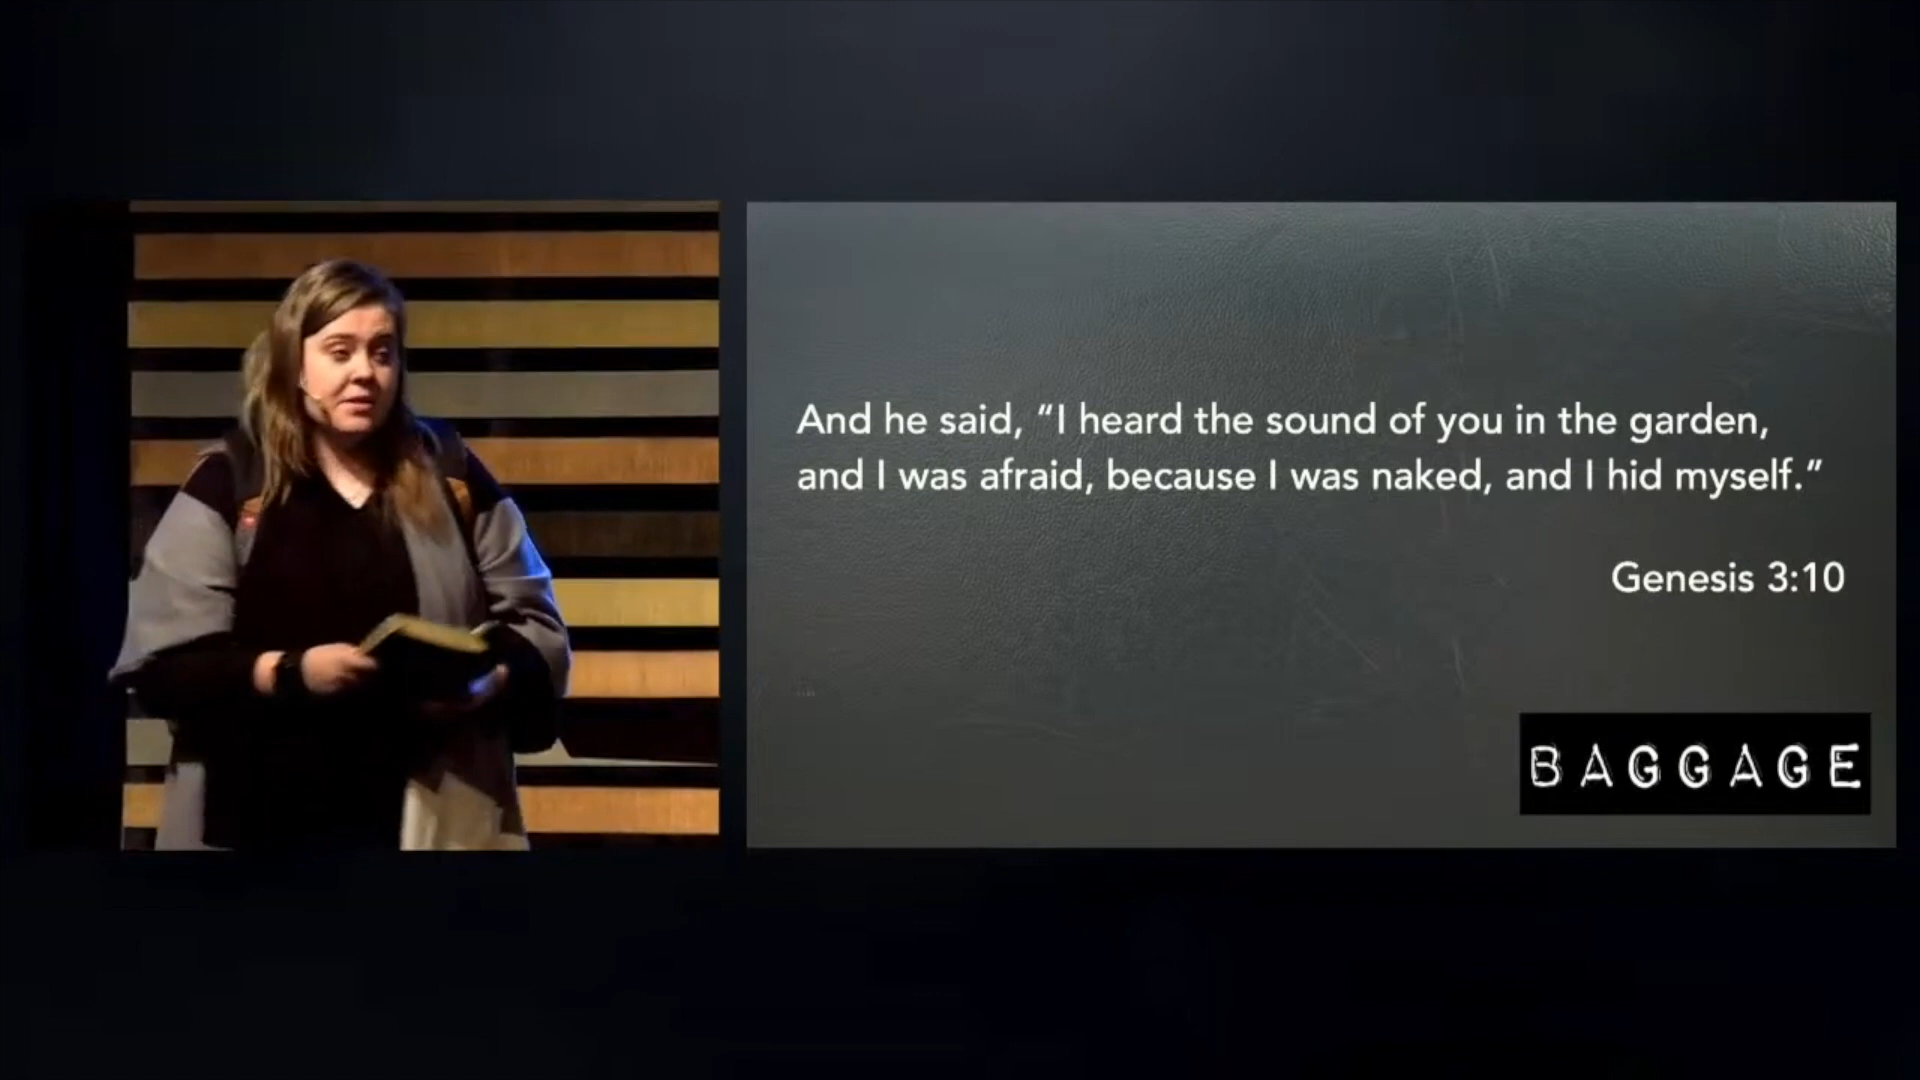 And he said, “I heard the sound of you in the garden,
and I was afraid, because I was naked, and I hid myself.”
Genesis 3:10
BAGGAGE